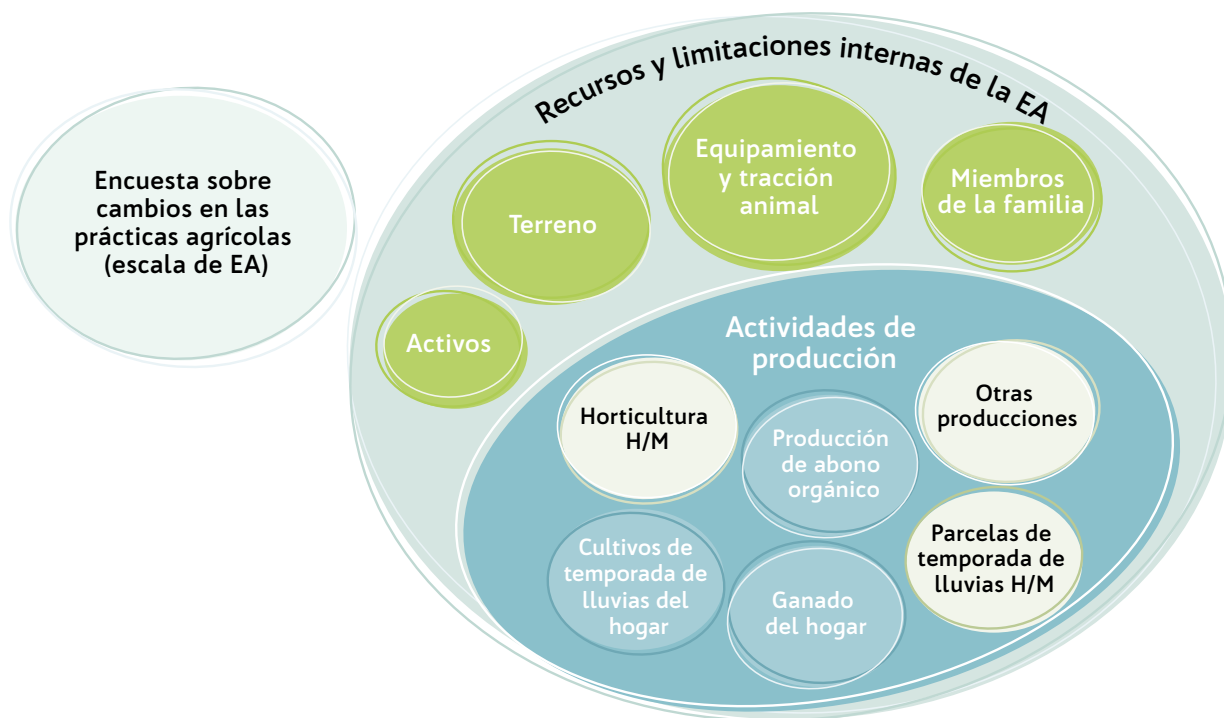 Recursos y limitaciones internas de la EA
Encuesta sobre
cambios en las
prácticas agrícolas
(escala de EA)
Activos
Terreno
Equipamiento
y tracción
animal
Miembros
de la familia
Actividades de
producción
Horticultura
H/M
Producción
de abono
orgánico
Otras
producciones
Cultivos de
temporada de
lluvias del
hogar
Ganado
del hogar
Parcelas de
temporada de
lluvias H/M